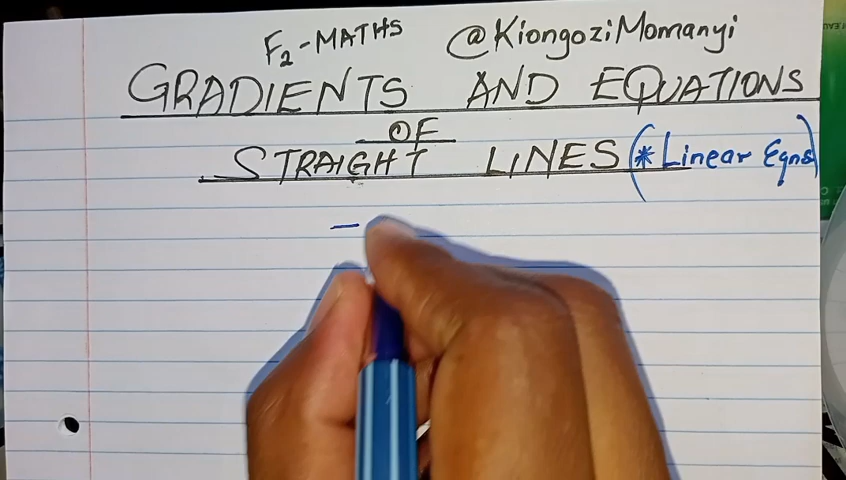 F2-MATHS @KiongoziMomanyi
GRADIENTS AND EQUATIONS
OF
STRAIGHT LINES (* Linear Eqns)